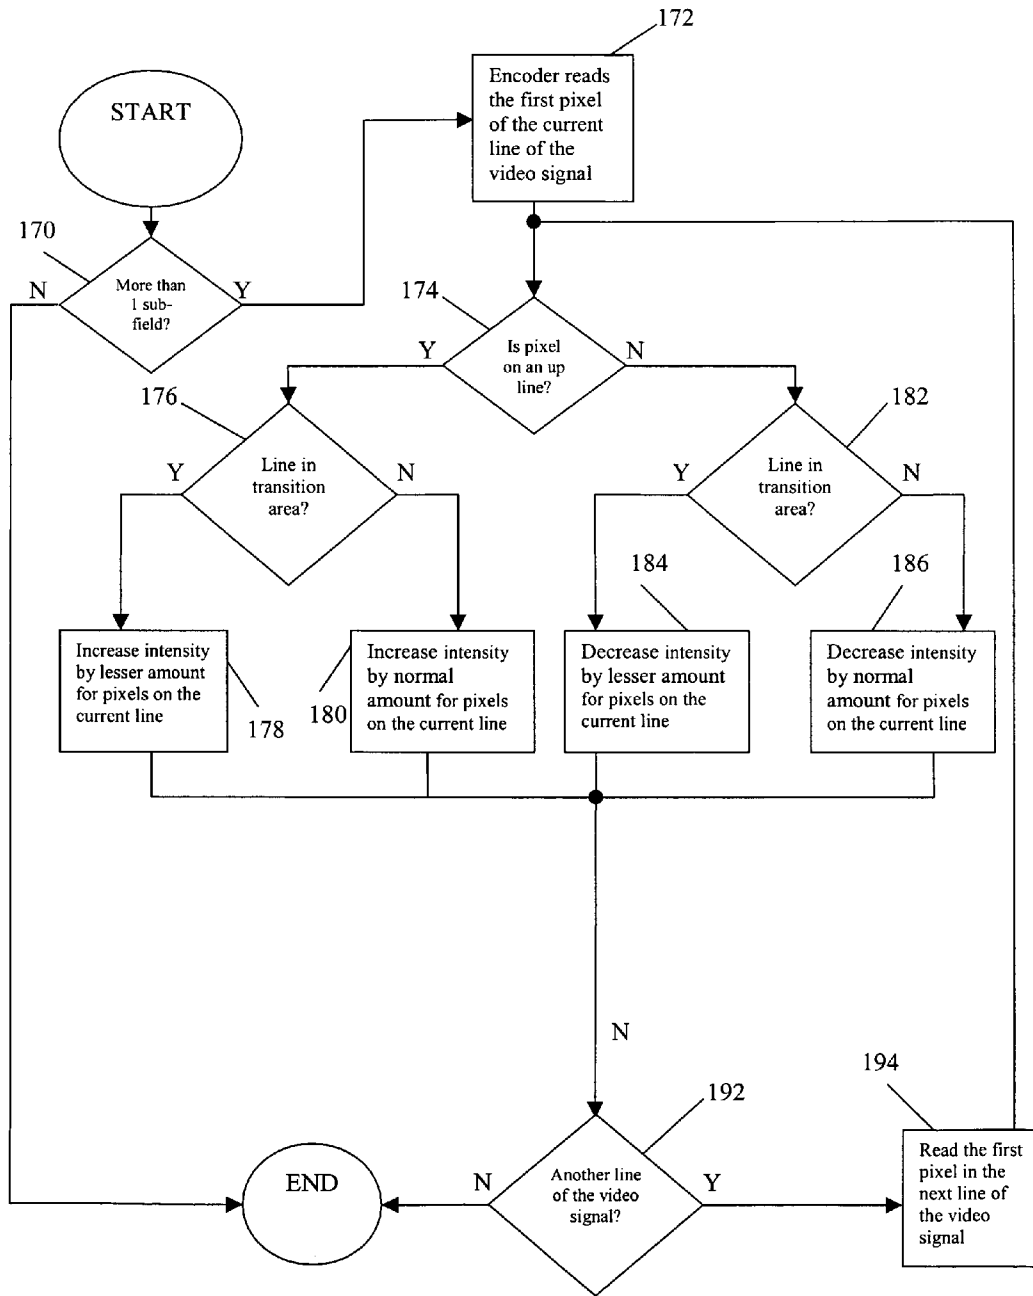 172
Encoder reads
the first pixel
of the current
line of the
video signal
START
170
N
More than
1 sub-
field?
Y
174
Y
Is pixel
on an up
line?
N
176
Y
Line in
transition
area?
N
182
Y
Line in
transition
area?
N
184
186
Increase intensity
by lesser amount
for pixels on the
current line
178
180
Increase intensity
by normal
amount for pixels
on the current line
Decrease intensity
by lesser amount
for pixels on the
current line
Decrease intensity
by normal
amount for pixels
on the current line
N
192
194
END
N
Another line
of the video
signal?
Y
Read the first
pixel in the
next line of
the video
signal